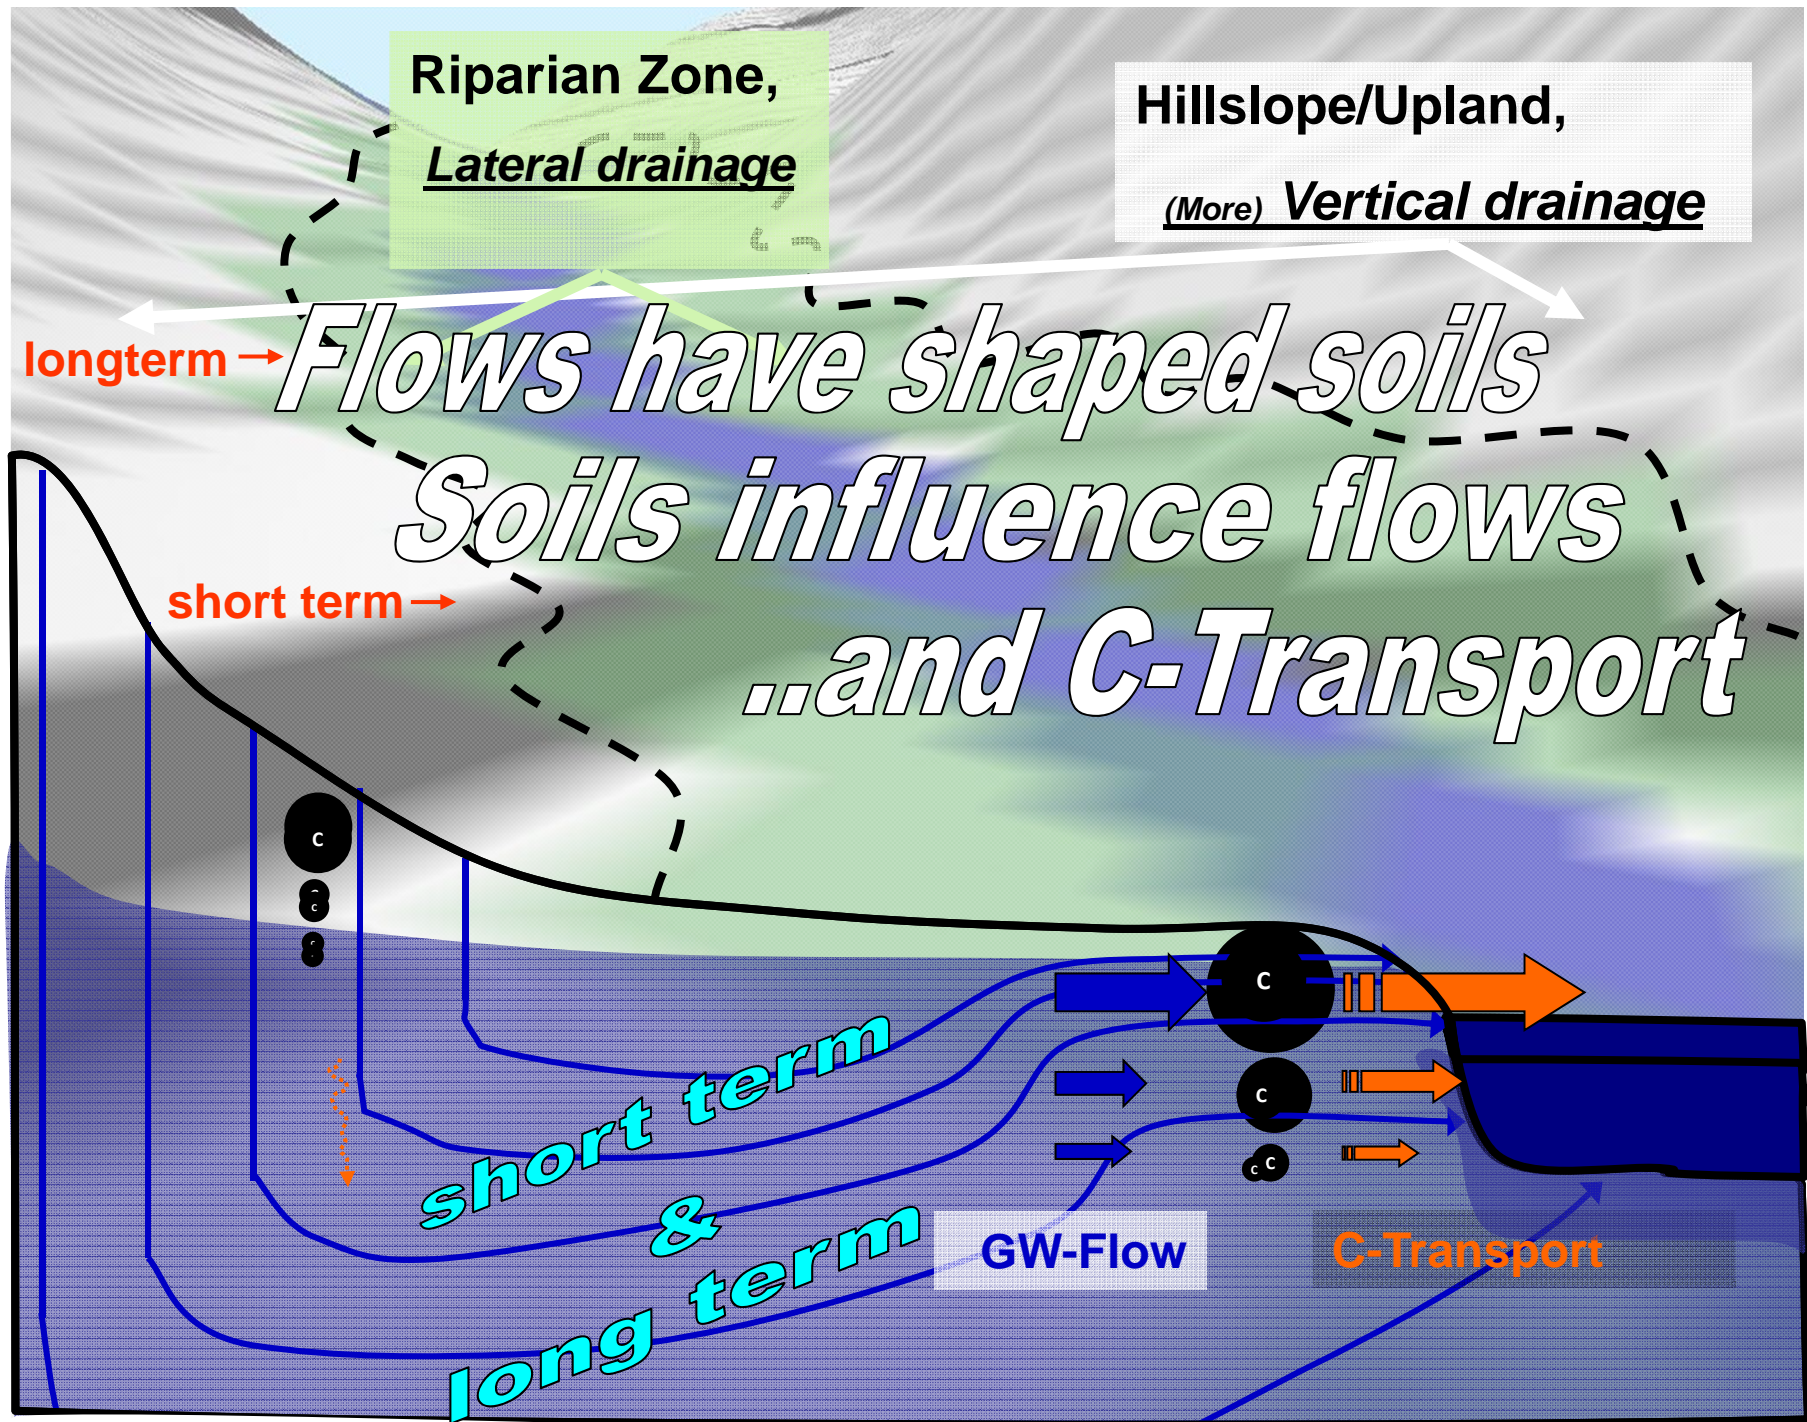 Riparian Zone,
Lateral drainage
Hillslope/Upland,
(More) Vertical drainage
longterm
Flows have shaped soils
Soils influence flows
short term
..and C-Transport
C
C
C
C
C
C
C
short term
&
long term
GW-Flow
C-Transport